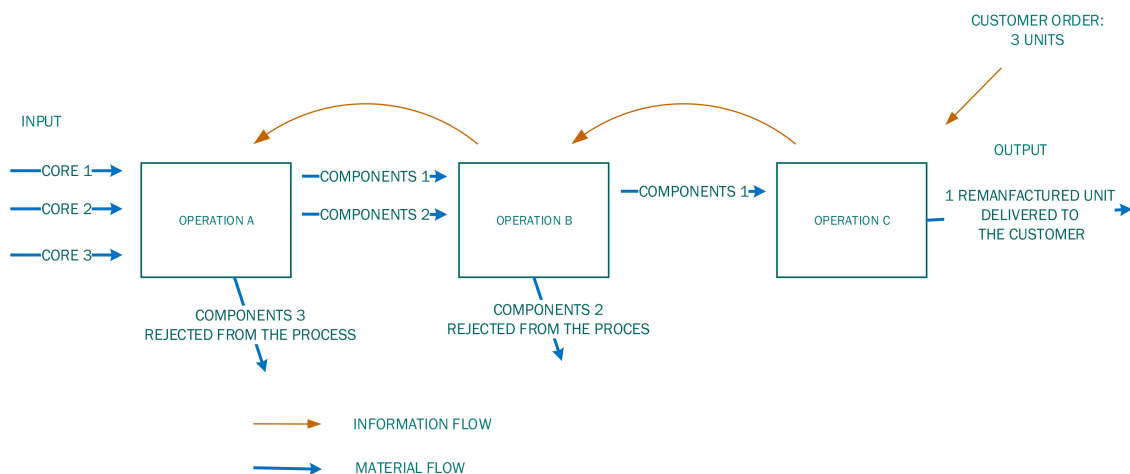 CUSTOMER ORDER:
3 UNITS
INPUT
OUTPUT
CORE 1
CORE 2
CORE 3
OPERATION A
COMPONENTS 1
COMPONENTS 2
OPERATION B
COMPONENTS 1
OPERATION C
1 REMANFACTURED UNIT
DELIVERED TO
THE CUSTOMER
COMPONENTS 3
REJECTED FROM THE PROCESS
COMPONENTS 2
REJECTED FROM THE PROCES
INFORMATION FLOW
MATERIAL FLOW